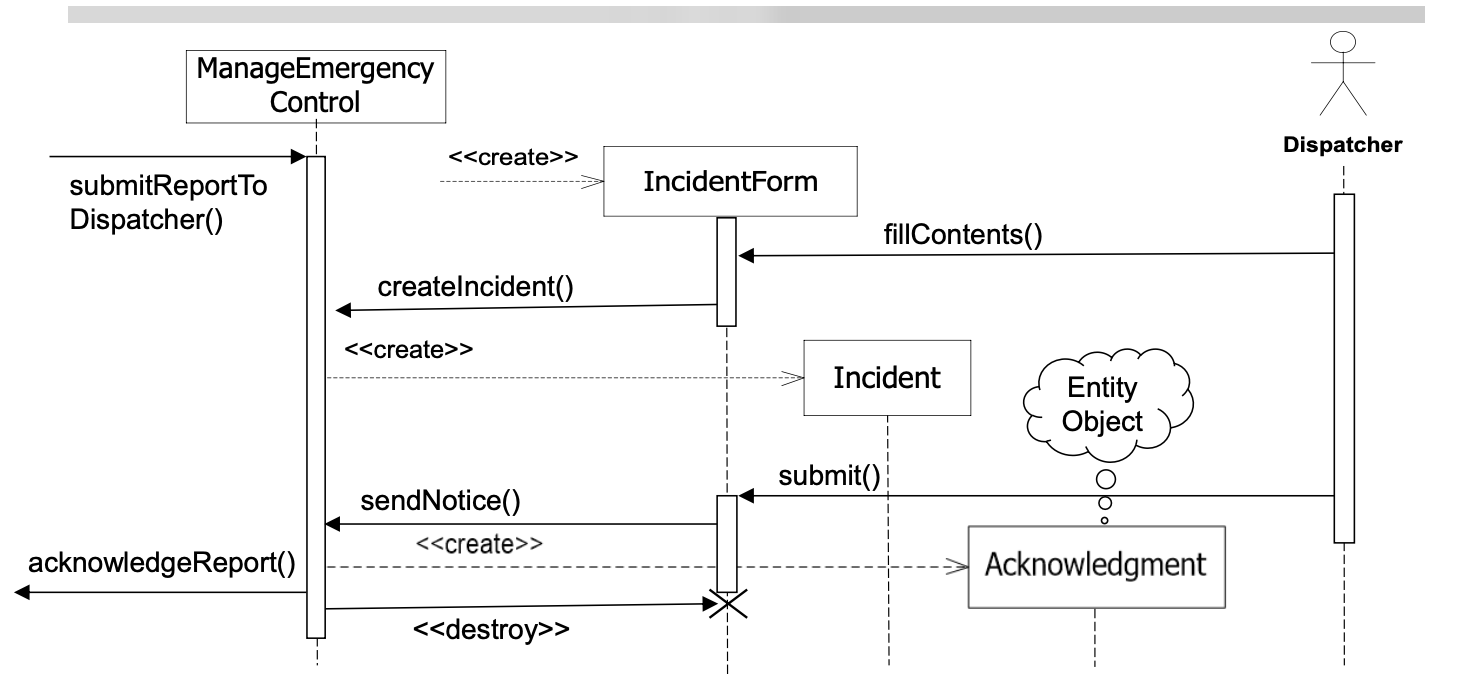 ManageEmergency
Control
Dispatcher
<<create>>
IncidentForm
submitReportTo
Dispatcher()
fillContents()
createIncident()
<<create>>
Incident
Entity
Object
submit()
sendNotice()
<<create>>
acknowledgeReport()
Acknowledgment
<<destroy>>